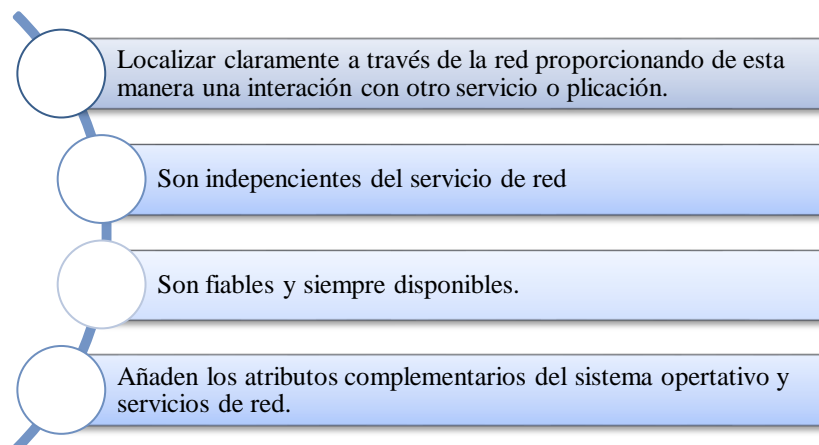 Localizar claramente a través de la red proporcionando de esta
manera una interación con otro servicio o plicación.
Son indepencientes del servicio de red
Son fiables y siempre disponibles.
Añaden los atributos complementarios del sistema opertativo y
servicios de red.